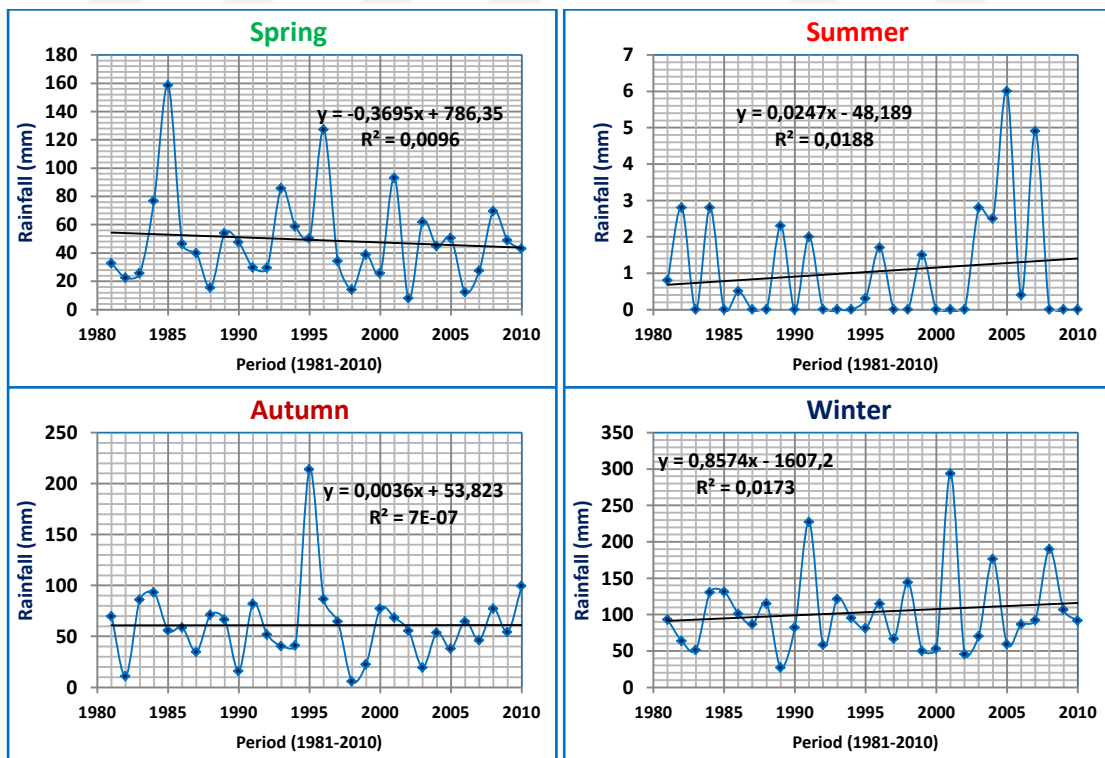 Spring
Rainfall (mm)
180
160
140
120
100
80
60
40
20
0
y = -0,3695x + 786,35
R² = 0,0096
1980 1985 1990 1995 2000 2005 2010
Period (1981-2010)
Summer
Rainfall (mm)
7
6
5
4
3
2
1
0
y = 0,0247x - 48,189
R² = 0,0188
1980 1985 1990 1995 2000 2005 2010
Period (1981-2010)
Autumn
Rainfall (mm)
250
200
150
100
50
0
y = 0,0036x + 53,823
R² = 7E-07
1980 1985 1990 1995 2000 2005 2010
Period (1981-2010)
Winter
Rainfall (mm)
350
300
250
200
150
100
50
0
y = 0,8574x - 1607,2
R² = 0,0173
1980 1985 1990 1995 2000 2005 2010
Period (1981-2010)